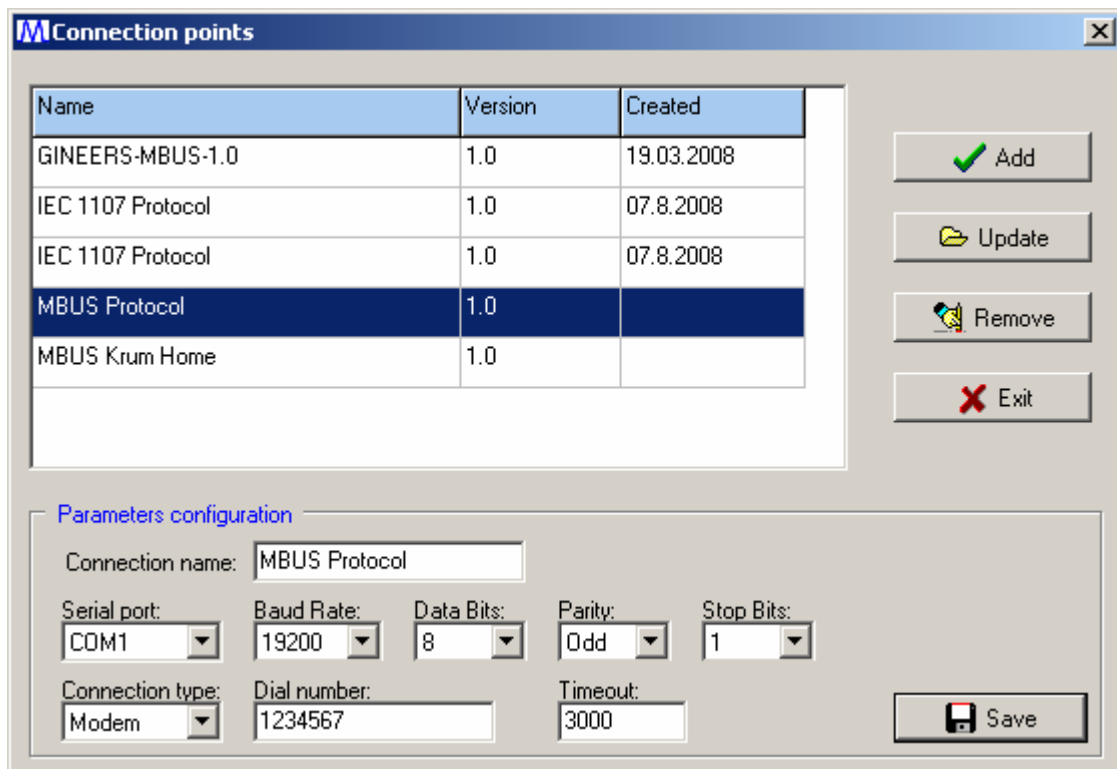 Connection points
Name Version Created
GINEERS-MBUS-1.0 1.0 19.03.2008
IEC 1107 Protocol 1.0 07.8.2008
IEC 1107 Protocol 1.0 07.8.2008
MBUS Protocol 1.0
MBUS Krum Home 1.0
Add
Update
Remove
Exit
Parameters configuration
Connection name: MBUS Protocol
Serial port: Baud Rate: Data Bits: Parity: Stop Bits:
COM1 19200 8 Odd 1
Connection type: Dial number: Timeout:
Modem 1234567 3000
Save